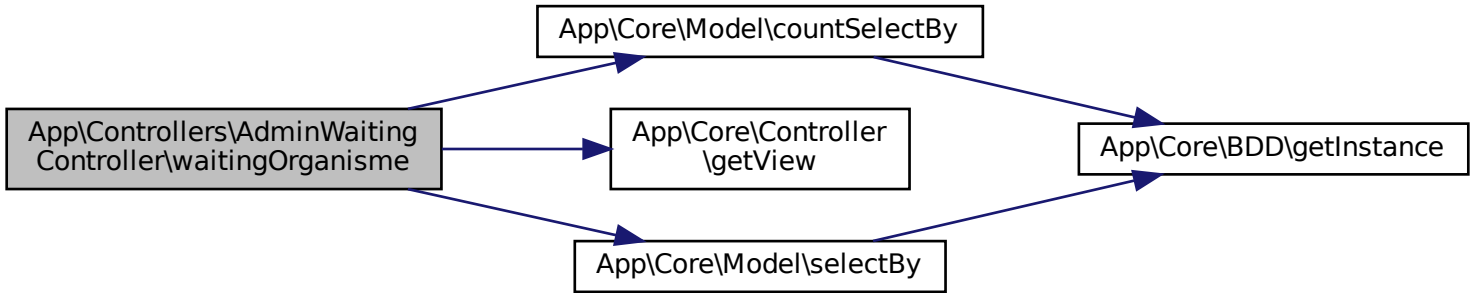 App\Core\Model\countSelectBy
App\Controllers\AdminWaiting
Controller\waitingOrganisme
App\Core\Controller
\getView
App\Core\BDD\getInstance
App\Core\Model\selectBy